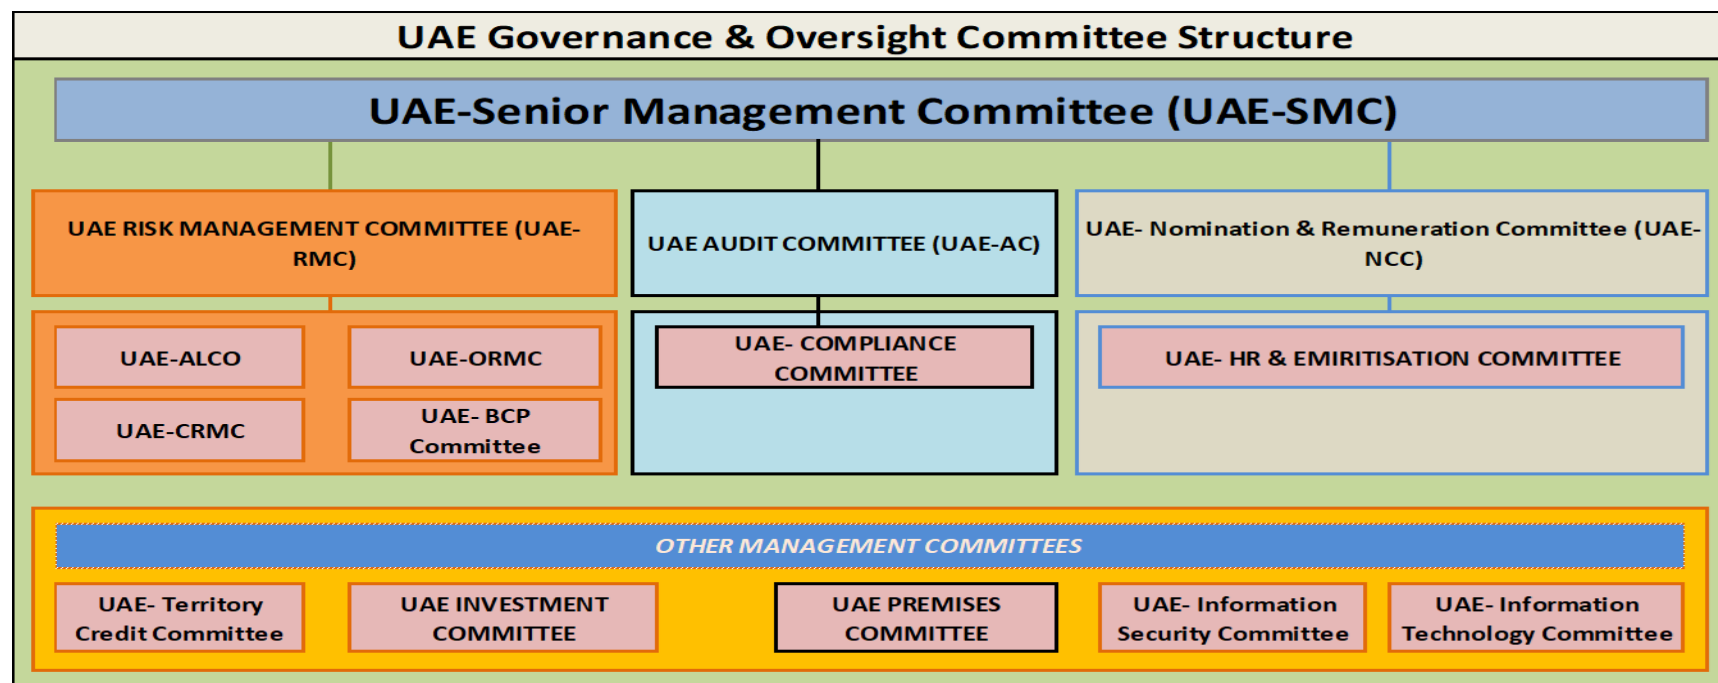 UAE Governance & Oversight Committee Structure
UAE-Senior Management Committee (UAE-SMC)
UAE RISK MANAGEMENT COMMITTEE (UAE-
RMC)
UAE AUDIT COMMITTEE (UAE-AC)
UAE- Nomination & Remuneration Committee (UAE-
NCC)
UAE-ALCO
UAE-ORMC
UAE-CRMC
UAE- BCP
Committee
UAE- COMPLIANCE
COMMITTEE
UAE- HR & EMIRITISATION COMMITTEE
OTHER MANAGEMENT COMMITTEES
UAE- Territory
Credit Committee
UAE INVESTMENT
COMMITTEE
UAE PREMISES
COMMITTEE
UAE- Information
Security Committee
UAE- Information
Technology Committee